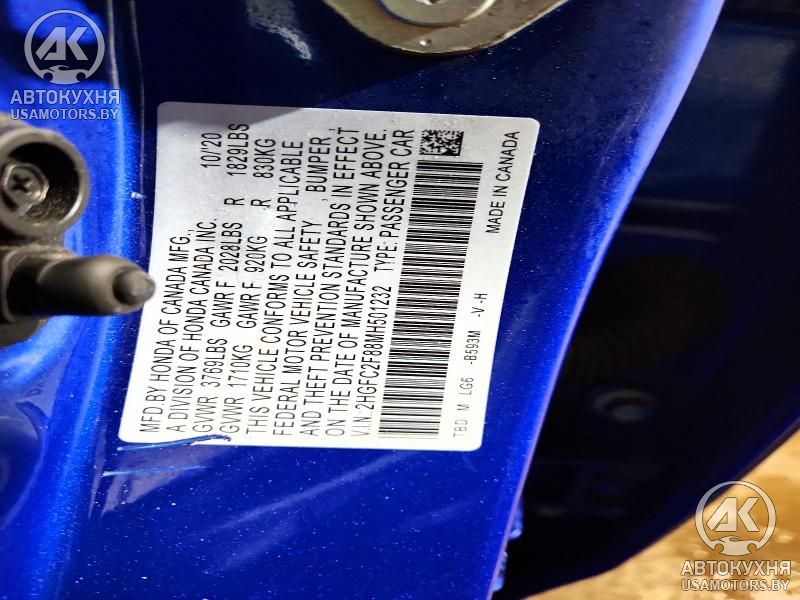 АК
АВТОКУХНЯ
USAMOTORS.BY
MFD.BY HONDA OF CANADA MFG.,
A DIVISION OF HONDA CANADA INC. 10/20
GVWR 3769LBS GAWR F 2028LBS R 1829LBS
GVWR 1710KG GAWR F 920KG ,R 830KG
THIS VEHICLE CONFORMS TO ALL APPLICABLE
FEDERAL MOTOR VEHICLE SAFETY , BUMPER ,
AND THEFT PREVENTION STANDARDS IN EFFECT
ON THE DATE OF MANUFACTURE SHOWN ABOVE.
V.I.N.:2HGFC2F88MH501232 TYPE: PASSENGER CAR
TBD M LG6 -B593M -V-H
MADE IN CANADA
АК
АВТОКУХНЯ
USAMOTORS.BY